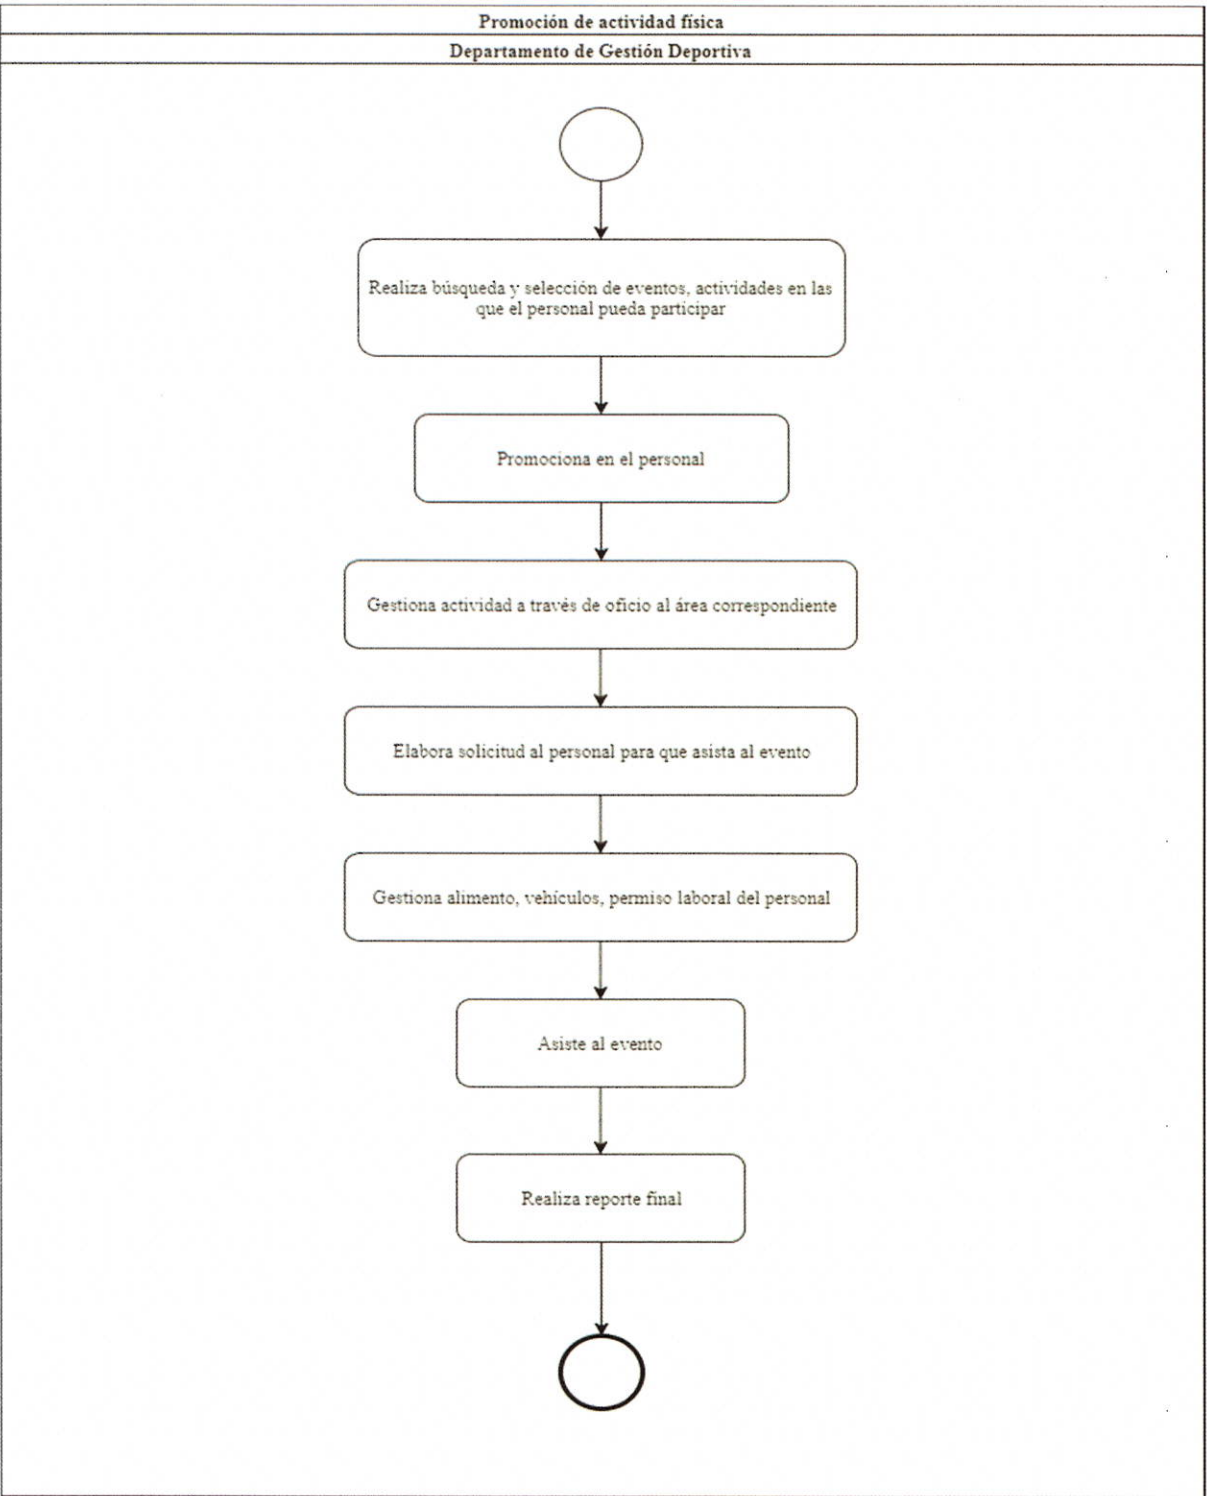 Promoción de actividad física
Departamento de Gestión Deportiva
Realiza búsqueda y selección de eventos, actividades en las
que el personal pueda participar
Promociona en el personal
Gestiona actividad a través de oficio al área correspondiente
Elabora solicitud al personal para que asista al evento
Gestiona alimento, vehículos, permiso laboral del personal
Asiste al evento
Realiza reporte final